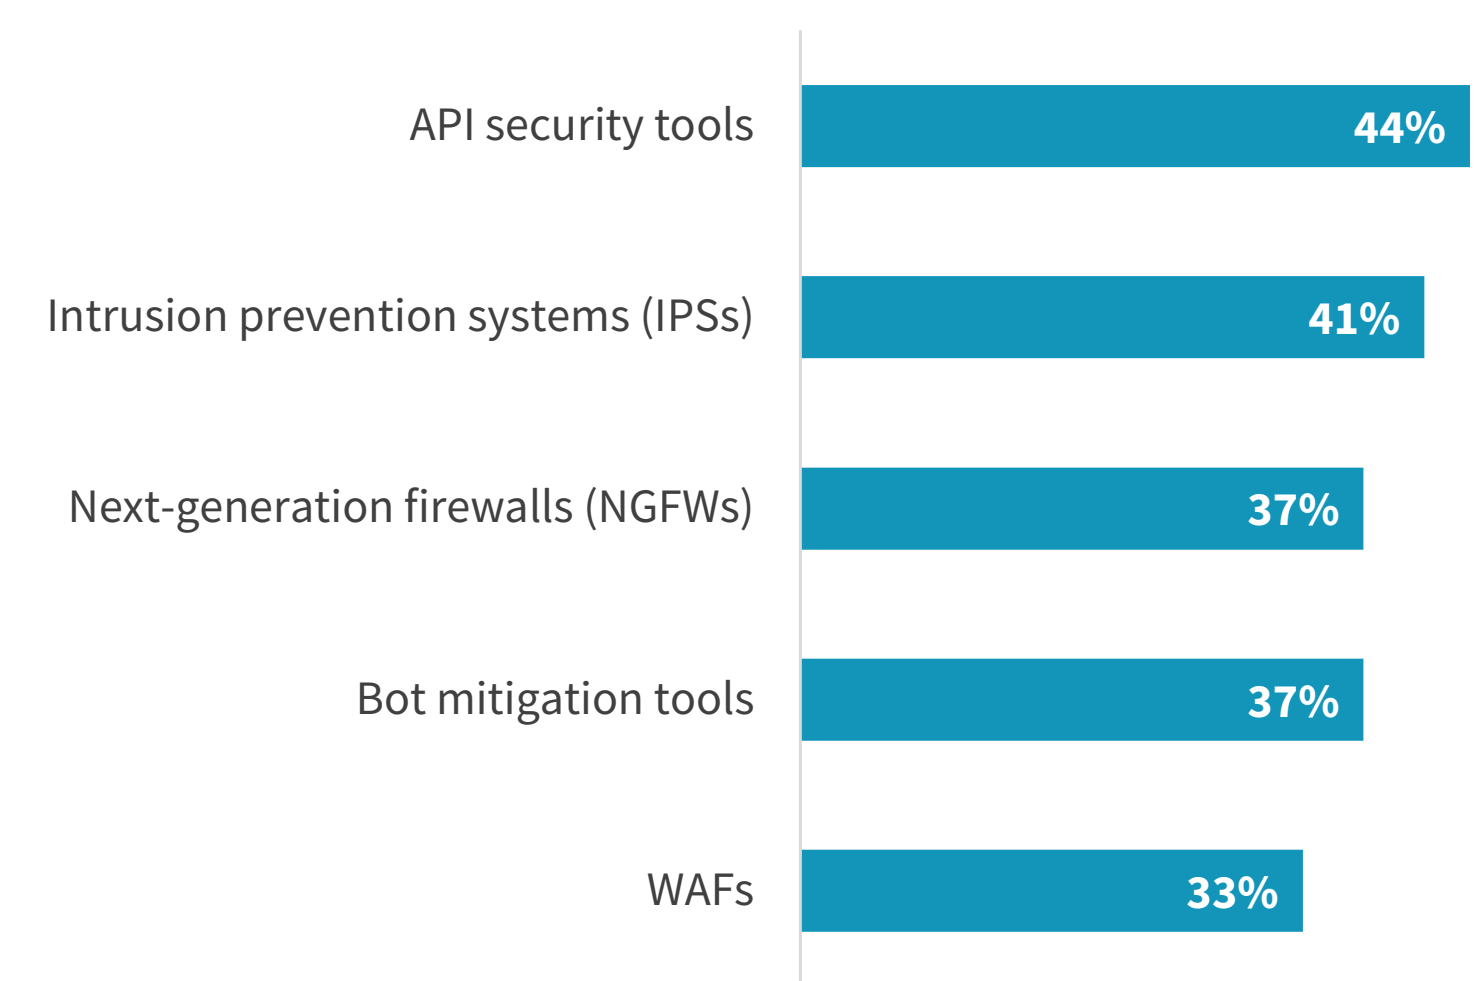 API security tools 44%
Intrusion prevention systems (IPSs) 41%
Next-generation firewalls (NGFWs) 37%
Bot mitigation tools 37%
WAFs 33%